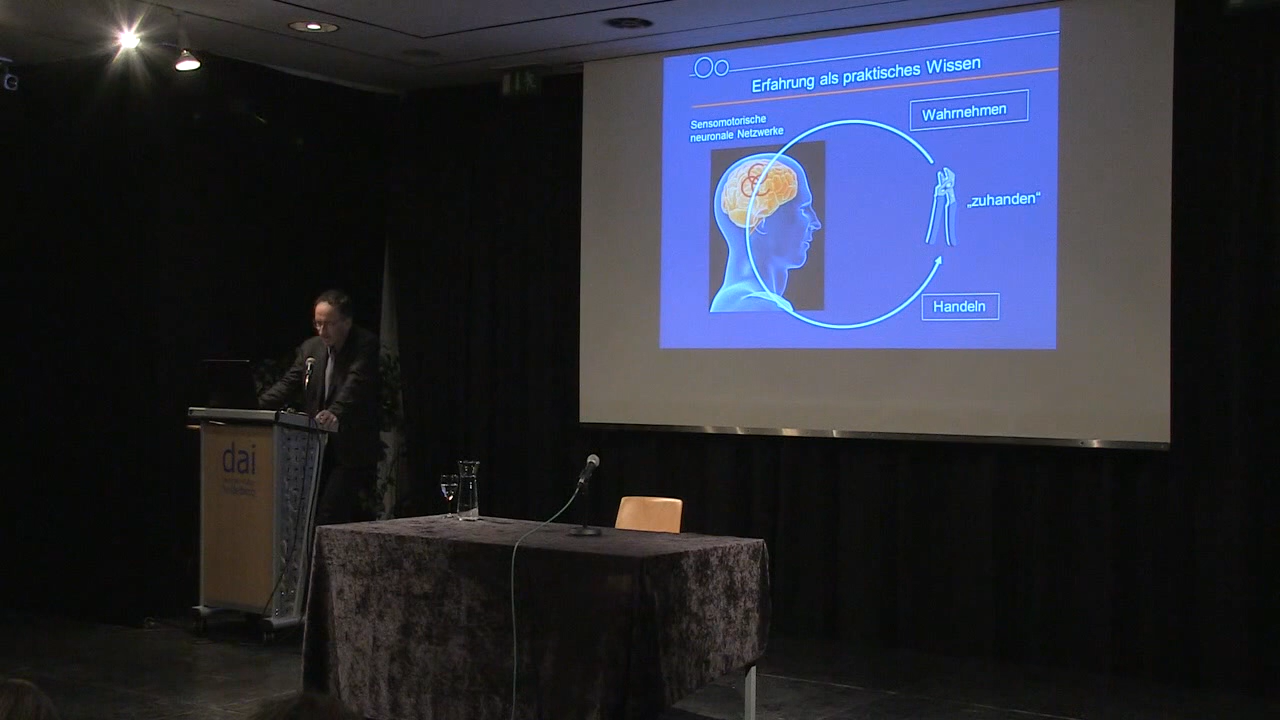 Erfahrung als praktisches Wissen
Sensomotorische
neuronale Netzwerke
Wahrnehmen
„zuhanden“
Handeln
dai